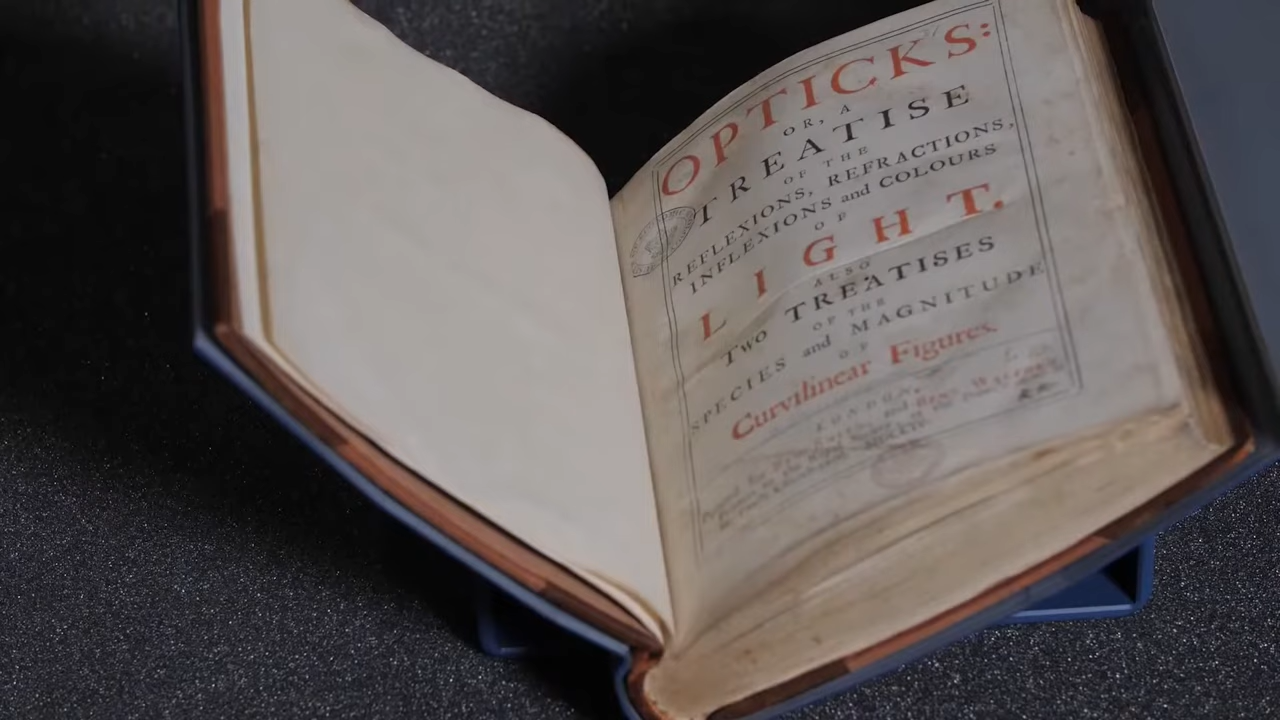 OPTICKS:
OR, A
TREATISE
OF THE
REFLEXIONS, REFRACTIONS,
INFLEXIONS and COLOURS
OF
LIGHT.
ALSO
Two TREATISES
OF THE
SPECIES and MAGNITUDE
OF
Curvilinear Figures.
LONDON,